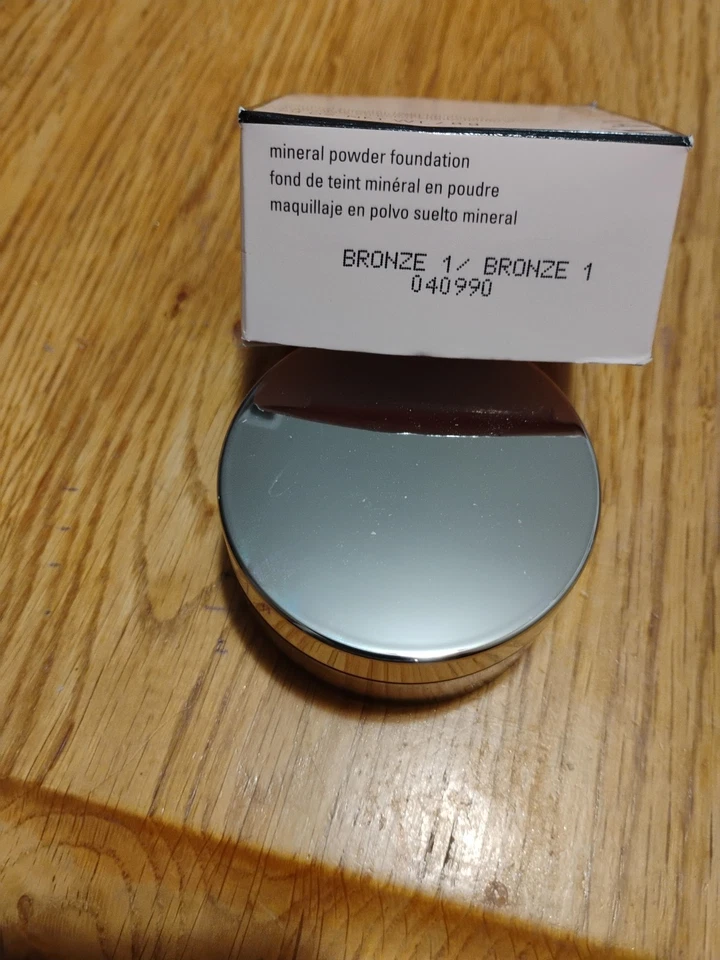 mineral powder foundation
fond de teint minéral en poudre
maquillaje en polvo suelto mineral
BRONZE 1/ BRONZE 1
040990